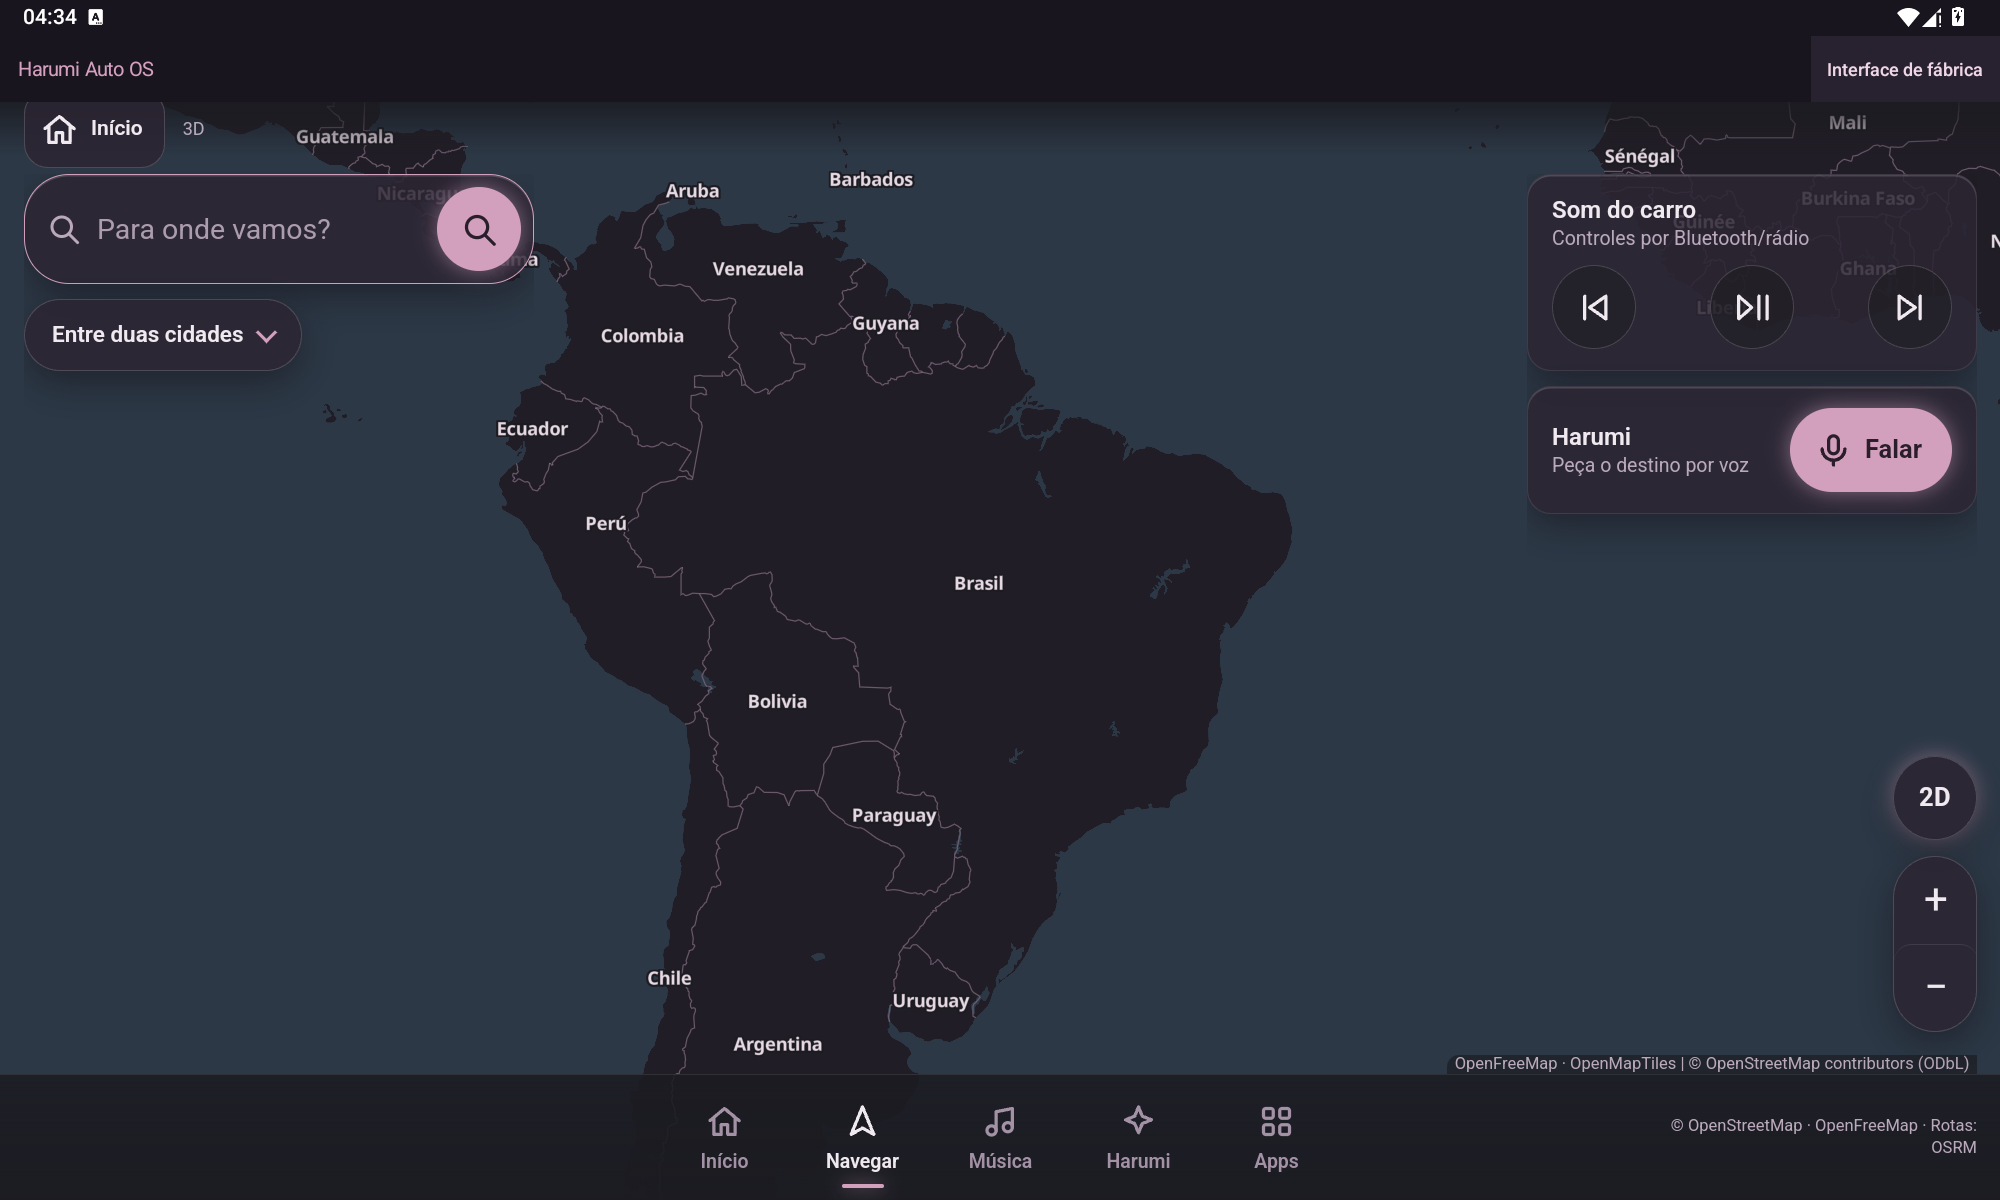 04:34
Harumi Auto OS
Interface de fábrica
Início
3D
Guatemala
Mali
Sénégal
Barbados
Aruba
Burkina Faso
Som do carro
Guinée
Para onde vamos?
Controles por Bluetooth/rádio
Venezuela
Ghana
Guyana
Colombia
Entre duas cidades
Ecuador
Harumi
Peça o destino por voz
Falar
Perú
Brasil
Bolivia
2D
Paraguay
+
Chile
−
Uruguay
Argentina
OpenFreeMap · OpenMapTiles | © OpenStreetMap contributors (ODbL)
© OpenStreetMap · OpenFreeMap · Rotas:
OSRM
Início
Navegar
Música
Harumi
Apps